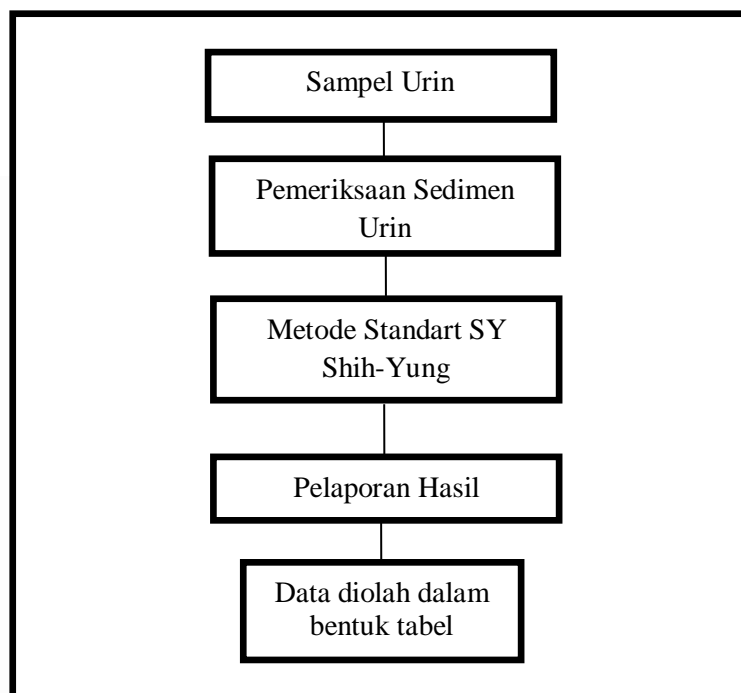 Sampel Urin
Pemeriksaan Sedimen
Urin
Metode Standart SY
Shih-Yung
Pelaporan Hasil
Data diolah dalam
bentuk tabel